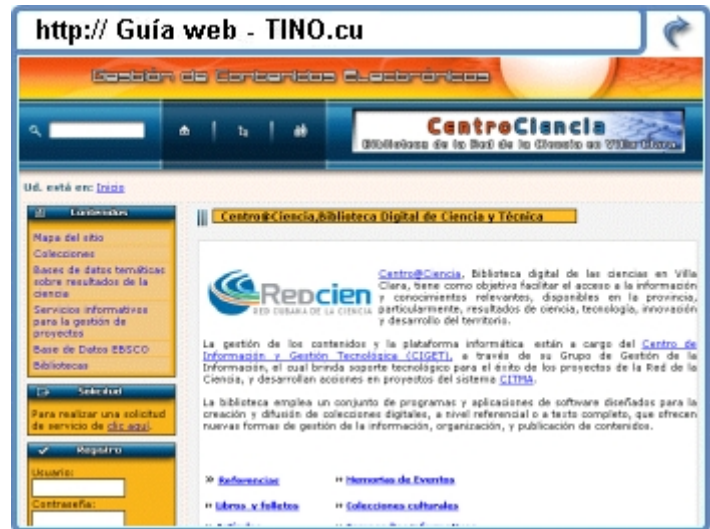 http:// Guía web - TINO.cu
Gestión de Contenidos Electrónicos
CentroCiencia
Biblioteca de la Red de la Ciencia en Villa Clara
Ud. está en: Inicio
Contenidos
Mapa del sitio
Colecciones
Bases de datos temáticas
sobre resultados de la
ciencia
Servicios informativos
para la gestión de
proyectos
Base de Datos EBSCO
Bibliotecas
Solicitud
Para realizar una solicitud
de servicio de clic aquí.
Registro
Usuario:
Contraseña:
Centro@Ciencia,Biblioteca Digital de Ciencia y Técnica
REDCIEN
RED CUBANA DE LA CIENCIA
Centro@Ciencia, Biblioteca digital de las ciencias en Villa
Clara, tiene como objetivo facilitar el acceso a la información
y conocimientos relevantes, disponibles en la provincia,
particularmente, resultados de ciencia, tecnología, innovación
y desarrollo del territorio.
La gestión de los contenidos y la plataforma informática están a cargo del Centro de
Información y Gestión Tecnológica (CIGET), a través de su Grupo de Gestión de la
Información, el cual brinda soporte tecnológico para el éxito de los proyectos de la Red de la
Ciencia, y desarrollan acciones en proyectos del sistema CITMA.
La biblioteca emplea un conjunto de programas y aplicaciones de software diseñados para la
creación y difusión de colecciones digitales, a nivel referencial o a texto completo, que ofrecen
nuevas formas de gestión de la información, organización, y publicación de contenidos.
» Referencias
» Memorias de Eventos
» Libros y folletos
» Colecciones culturales